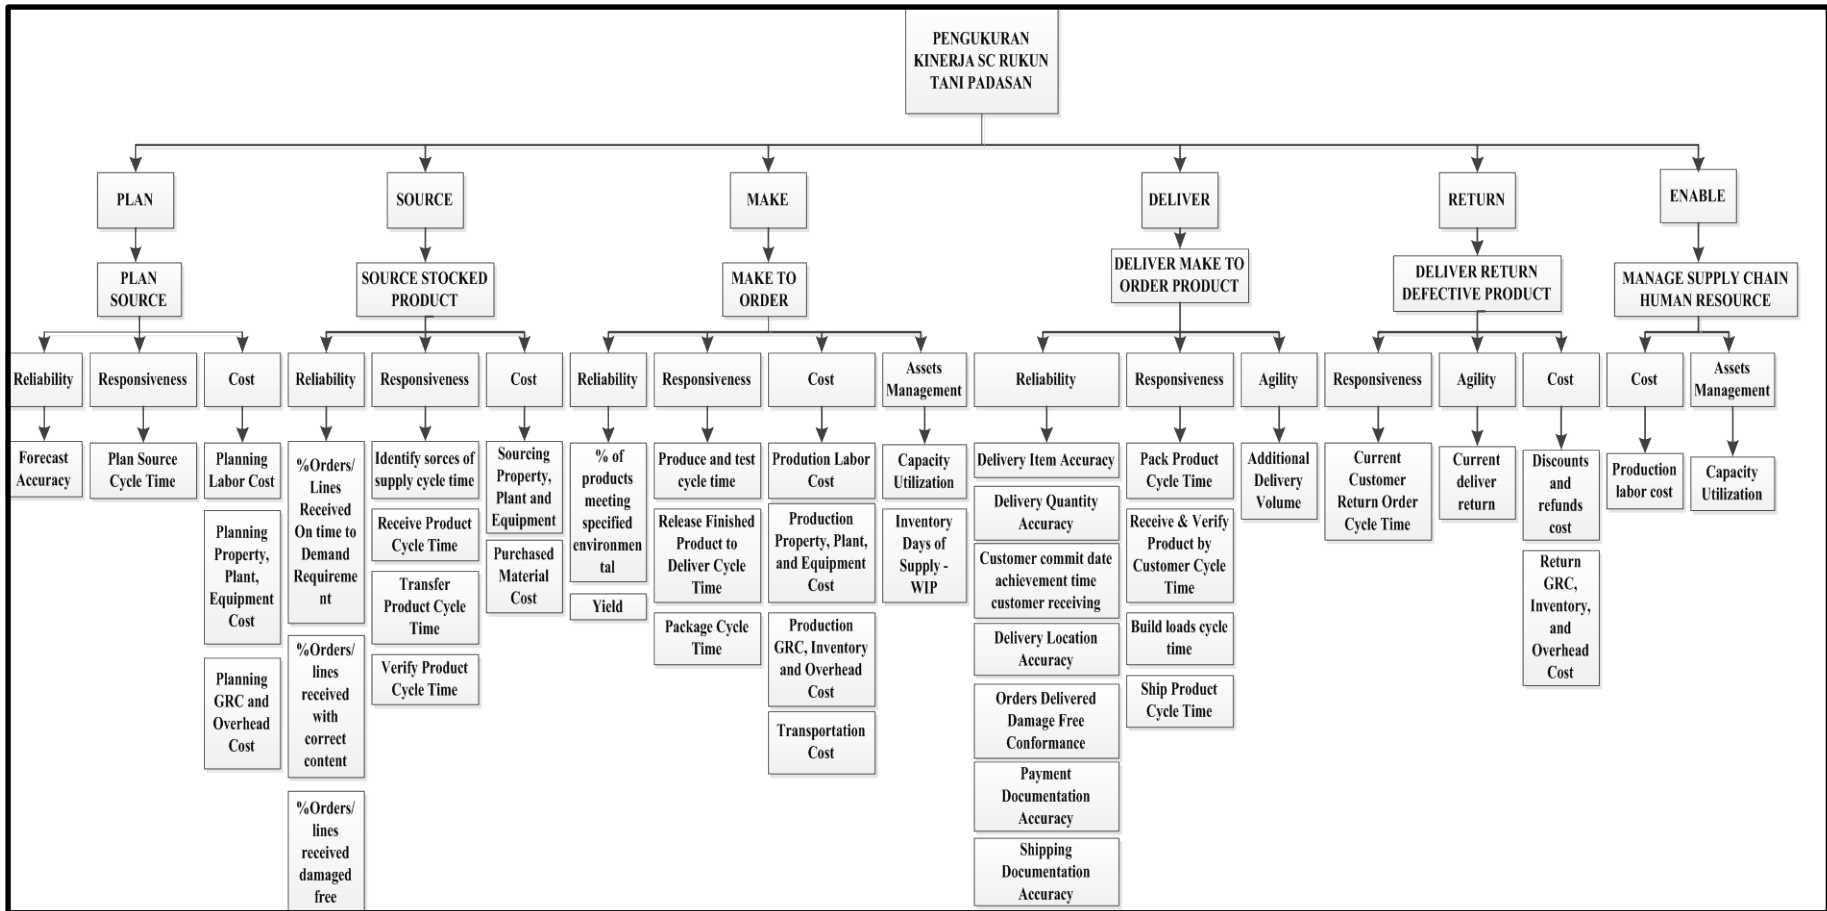 PENGUKURAN
KINERJA SC RUKUN
TANI PADASAN
PLAN
SOURCE
MAKE
DELIVER
RETURN
ENABLE
PLAN
SOURCE
SOURCE STOCKED
PRODUCT
MAKE TO
ORDER
DELIVER MAKE TO
ORDER PRODUCT
DELIVER RETURN
DEFECTIVE PRODUCT
MANAGE SUPPLY CHAIN
HUMAN RESOURCE
Reliability
Responsiveness
Cost
Reliability
Responsiveness
Cost
Reliability
Responsiveness
Cost
Assets
Management
Reliability
Responsiveness
Agility
Responsiveness
Agility
Cost
Cost
Assets
Management
Forecast
Accuracy
Plan Source
Cycle Time
Planning
Labor Cost
Planning
Property,
Plant,
Equipment
Cost
Planning
GRC and
Overhead
Cost
%Orders/
Lines
Received
On time to
Demand
Requireme
nt
%Orders/
lines
received
with
correct
content
%Orders/
lines
received
damaged
free
Identify sorces of
supply cycle time
Receive Product
Cycle Time
Transfer
Product Cycle
Time
Verify Product
Cycle Time
Sourcing
Property,
Plant and
Equipment
Purchased
Material
Cost
% of
products
meeting
specified
environmen
tal
Yield
Produce and test
cycle time
Release Finished
Product to
Deliver Cycle
Time
Package Cycle
Time
Prodution Labor
Cost
Production
Property, Plant,
and Equipment
Cost
Production
GRC, Inventory
and Overhead
Cost
Transportation
Cost
Capacity
Utilization
Inventory
Days of
Supply -
WIP
Delivery Item Accuracy
Delivery Quantity
Accuracy
Customer commit date
achievement time
customer receiving
Delivery Location
Accuracy
Orders Delivered
Damage Free
Conformance
Payment
Documentation
Accuracy
Shipping
Documentation
Accuracy
Pack Product
Cycle Time
Receive & Verify
Product by
Customer Cycle
Time
Build loads cycle
time
Ship Product
Cycle Time
Additional
Delivery
Volume
Current
Customer
Return Order
Cycle Time
Current
deliver
return
Discounts
and
refunds
cost
Return
GRC,
Inventory,
and
Overhead
Cost
Production
labor cost
Capacity
Utilization